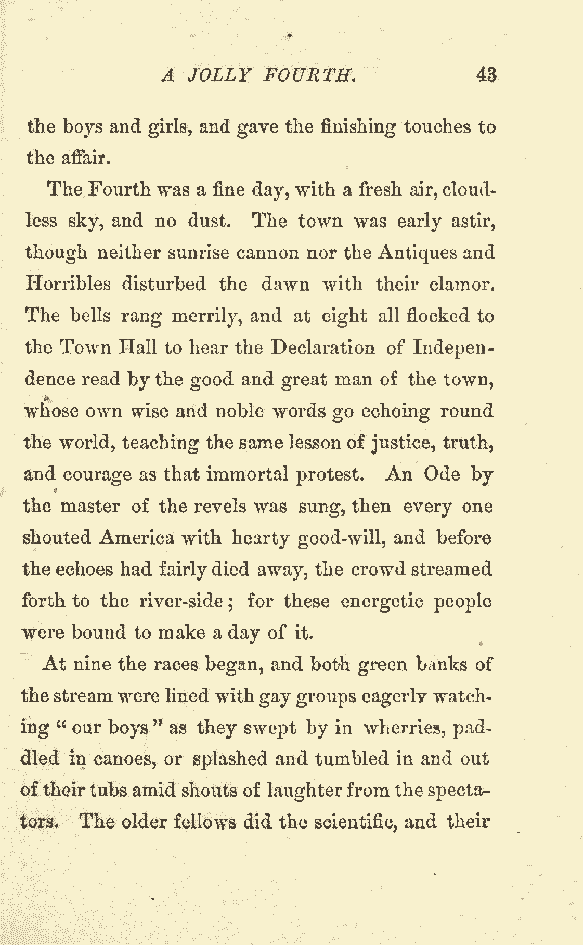 A JOLLY FOURTH. 43
the boys and girls, and gave the finishing touches to
the affair.
The Fourth was a fine day, with a fresh air, cloud-
less sky, and no dust. The town was early astir,
though neither sunrise cannon nor the Antiques and
Horribles disturbed the dawn with their clamor.
The bells rang merrily, and at eight all flocked to
the Town Hall to hear the Declaration of Indepen-
dence read by the good and great man of the town,
whose own wise and noble words go echoing round
the world, teaching the same lesson of justice, truth,
and courage as that immortal protest. An Ode by
the master of the revels was sung, then every one
shouted America with hearty good-will, and before
the echoes had fairly died away, the crowd streamed
forth to the river-side; for these energetic people
were bound to make a day of it.
At nine the races began, and both green banks of
the stream were lined with gay groups eagerly watch-
ing “our boys” as they swept by in wherries, pad-
dled in canoes, or splashed and tumbled in and out
of their tubs amid shouts of laughter from the specta-
tors. The older fellows did the scientific, and their